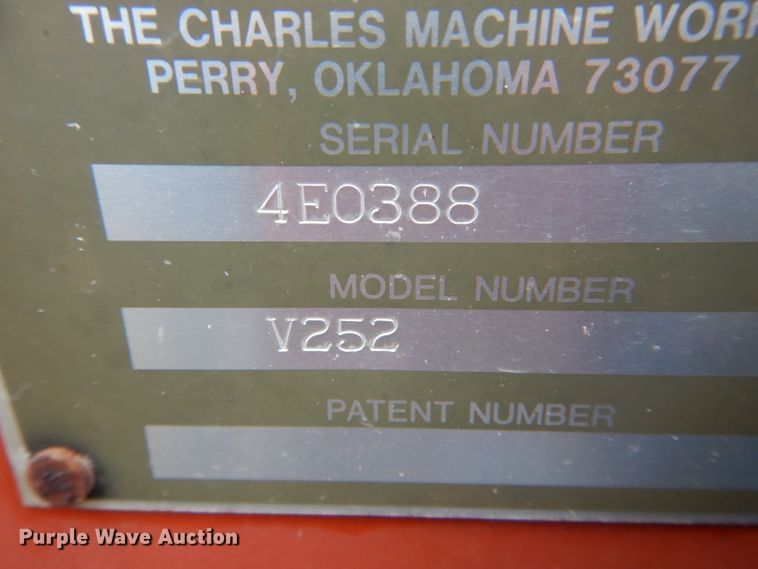 THE CHARLES MACHINE WOR
PERRY, OKLAHOMA 73077
SERIAL NUMBER
4E0388
MODEL NUMBER
V252
PATENT NUMBER
Purple Wave Auction